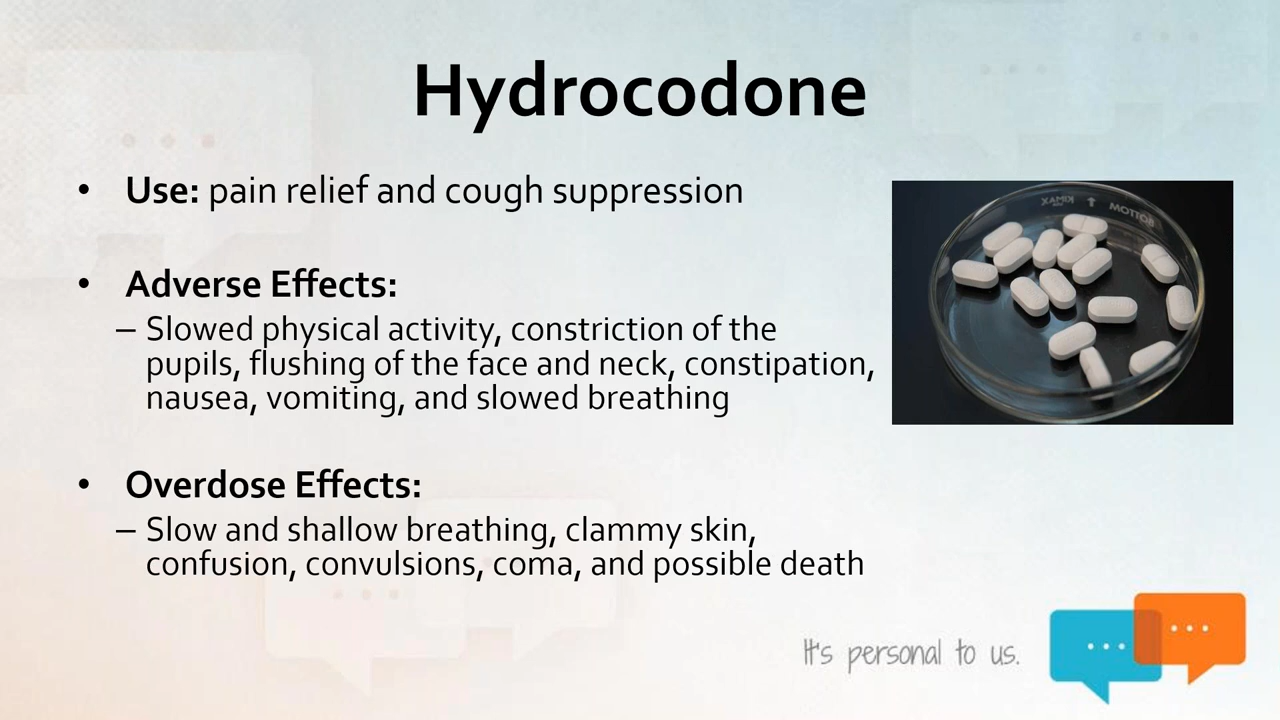 Hydrocodone
• Use: pain relief and cough suppression
• Adverse Effects:
– Slowed physical activity, constriction of the
pupils, flushing of the face and neck, constipation,
nausea, vomiting, and slowed breathing
KIMAX
BOTTOM
• Overdose Effects:
– Slow and shallow breathing, clammy skin,
confusion, convulsions, coma, and possible death
It's personal to us.